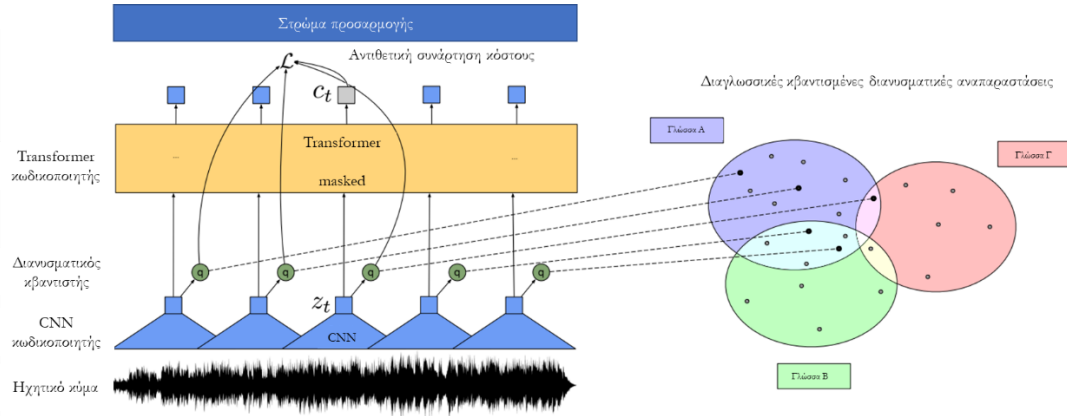 Στρώμα προσαρμογής
Αντιθετική συνάρτηση κόστους
ℒ
c_t
Transformer
κωδικοποιητής
...
Transformer
masked
...
Διανυσματικός
κβαντιστής
q
q
q
q
q
z_t
CNN
κωδικοποιητής
CNN
Ηχητικό κύμα
Διαγλωσσικές κβαντισμένες διανυσματικές αναπαραστάσεις
Γλώσσα Α
Γλώσσα Γ
Γλώσσα Β